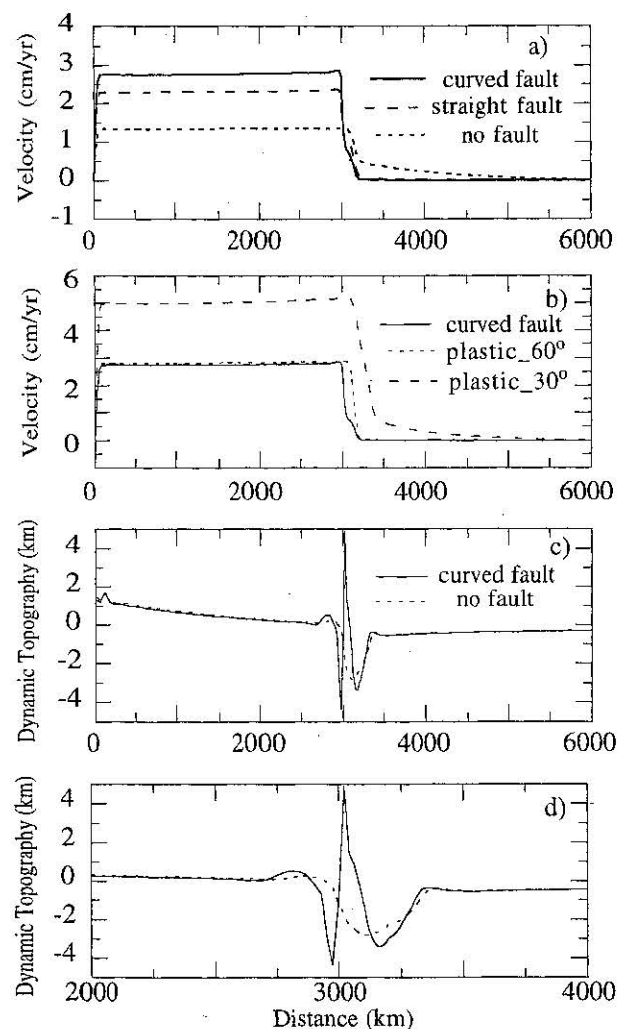 4
a)
3
curved fault
2
straight fault
1
no fault
0
-1
Velocity (cm/yr)
0 2000 4000 6000
6
b)
4
curved fault
plastic_60°
2
plastic_30°
0
Velocity (cm/yr)
0 2000 4000 6000
4
c)
2
curved fault
no fault
0
-2
-4
Dynamic Topography (km)
0 2000 4000 6000
4
d)
2
0
-2
-4
Dynamic Topography (km)
2000 3000 4000
Distance (km)